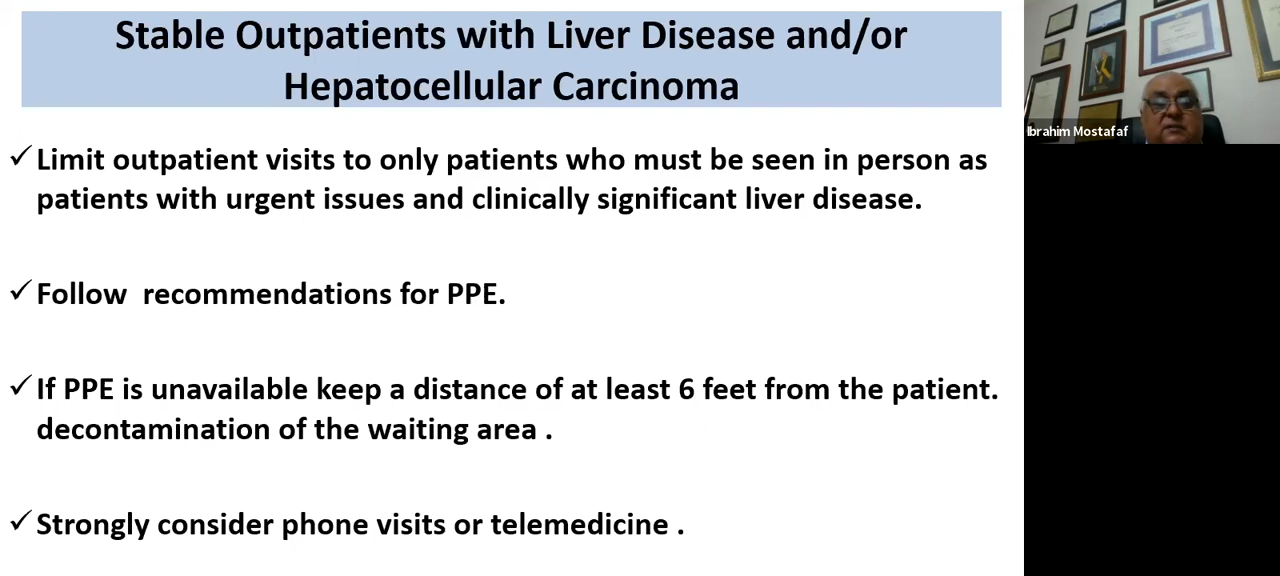 Stable Outpatients with Liver Disease and/or
Hepatocellular Carcinoma
✓Limit outpatient visits to only patients who must be seen in person as
patients with urgent issues and clinically significant liver disease.
✓Follow  recommendations for PPE.
✓If PPE is unavailable keep a distance of at least 6 feet from the patient.
decontamination of the waiting area .
✓Strongly consider phone visits or telemedicine .
Ibrahim Mostafaf